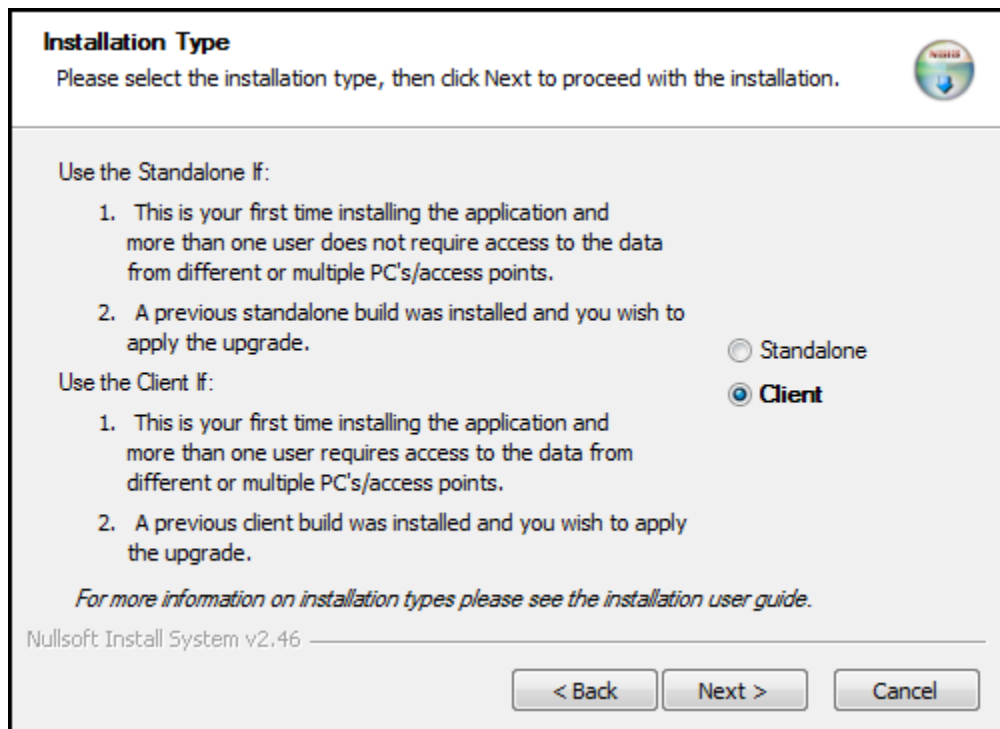 Installation Type
Please select the installation type, then click Next to proceed with the installation.
Use the Standalone If:
1. This is your first time installing the application and
more than one user does not require access to the data
from different or multiple PC's/access points.
2. A previous standalone build was installed and you wish to
apply the upgrade.
Standalone
Use the Client If:
Client
1. This is your first time installing the application and
more than one user requires access to the data from
different or multiple PC's/access points.
2. A previous client build was installed and you wish to apply
the upgrade.
For more information on installation types please see the installation user guide.
Nullsoft Install System v2.46
< Back
Next >
Cancel